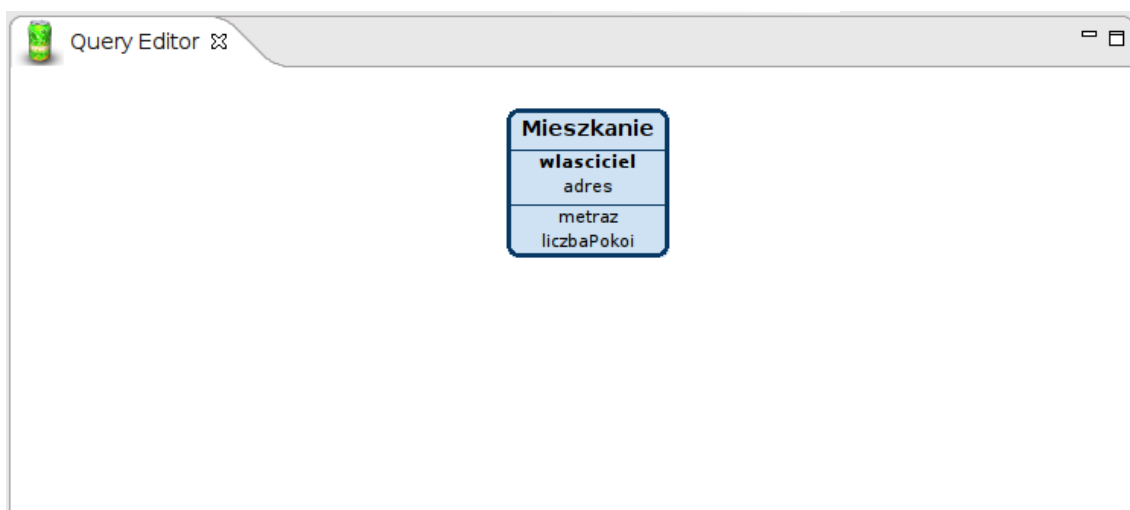 Query Editor
Mieszkanie
wlasciciel
adres
metraz
liczbaPokoi